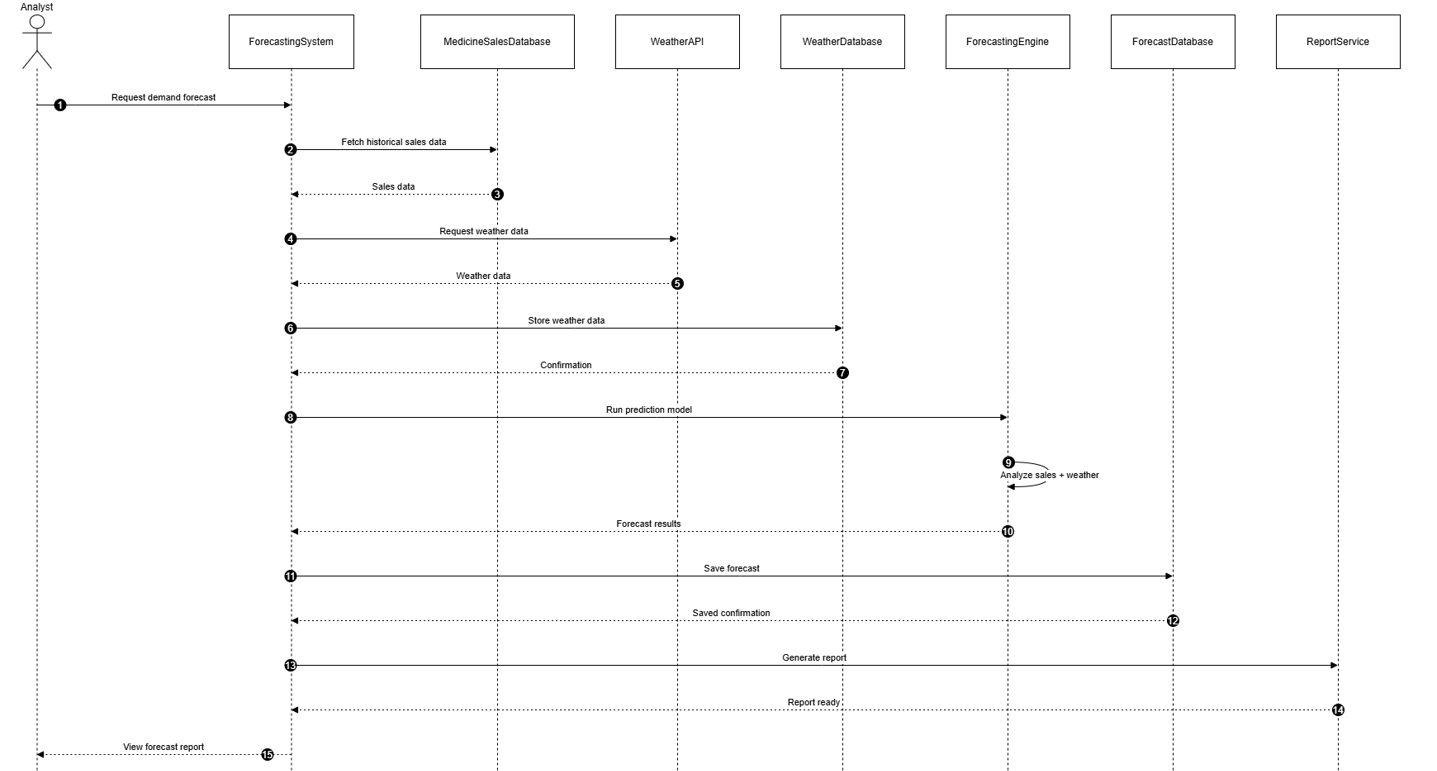 Analyst
ForecastingSystem
MedicineSalesDatabase
WeatherAPI
WeatherDatabase
ForecastingEngine
ForecastDatabase
ReportService
1 Request demand forecast
2 Fetch historical sales data
Sales data 3
4 Request weather data
Weather data 5
6 Store weather data
Confirmation 7
8 Run prediction model
9
Analyze sales + weather
Forecast results 10
11 Save forecast
Saved confirmation 12
13 Generate report
Report ready 14
View forecast report 15